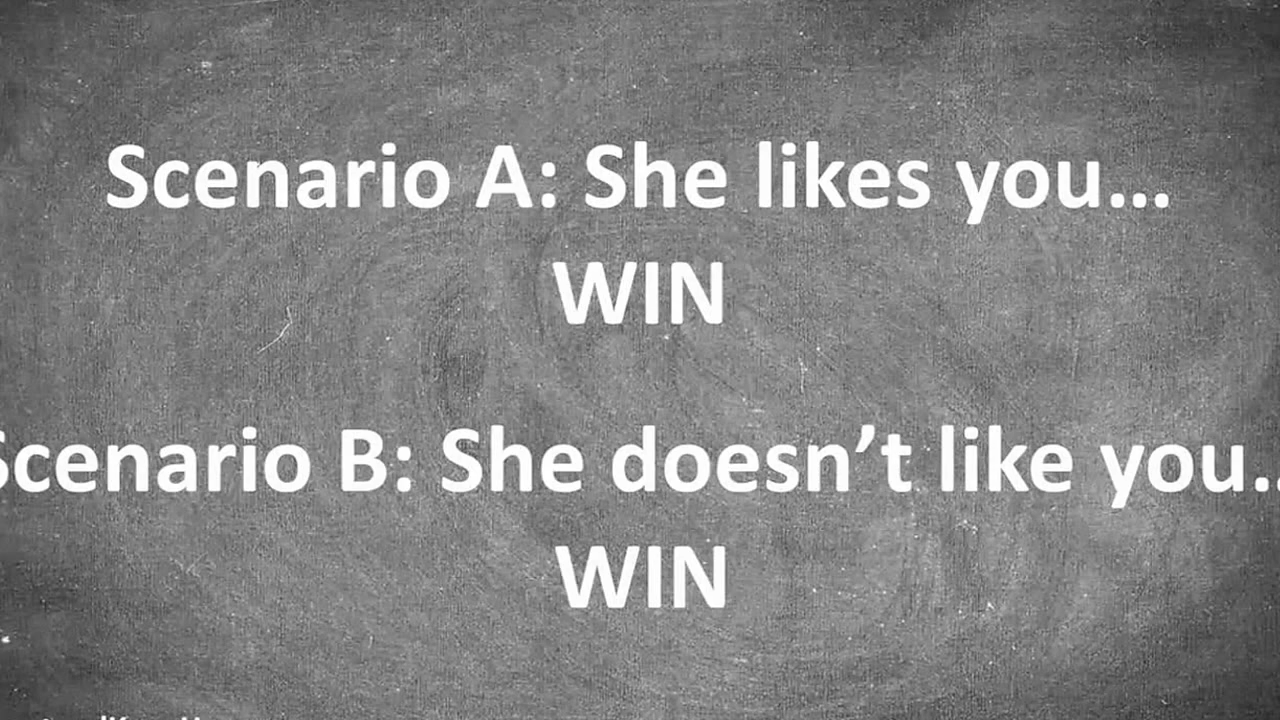 Scenario A: She likes you...
WIN
Scenario B: She doesn’t like you..
WIN